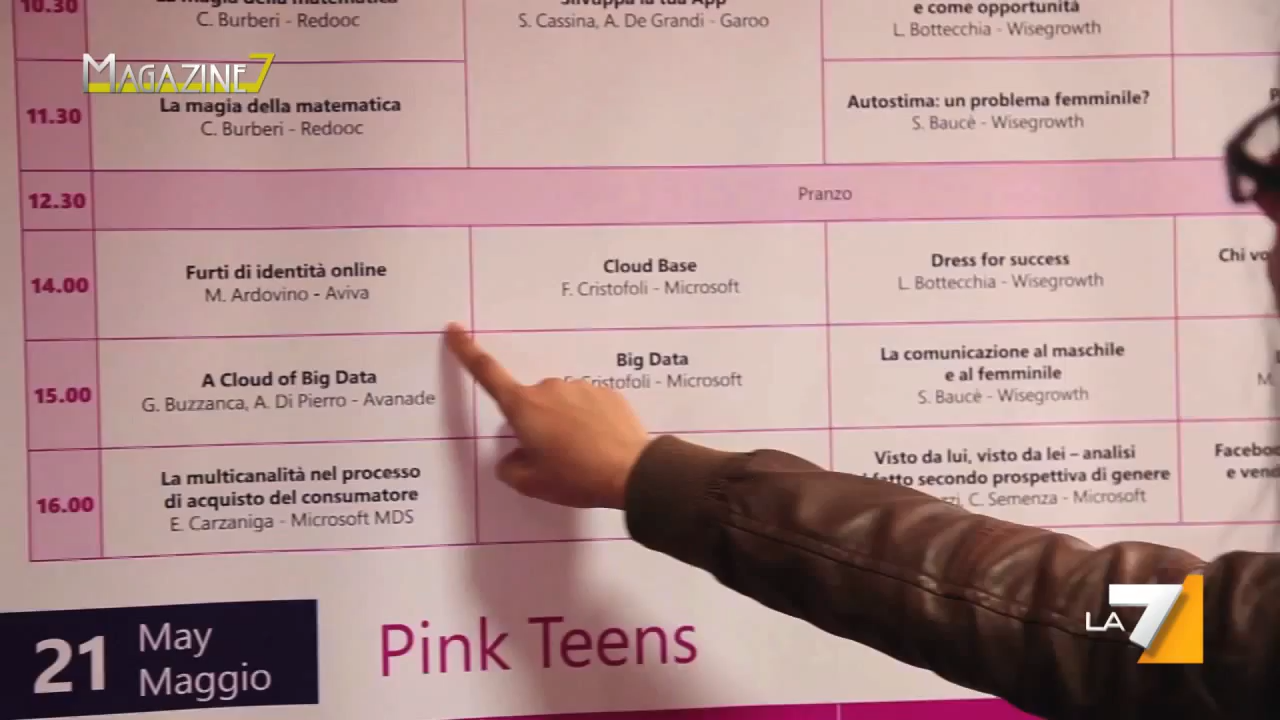 10.30
C. Burberi - Redooc
S. Cassina, A. De Grandi - Garoo
e come opportunità
L. Bottecchia - Wisegrowth
MAGAZINE 7
11.30
La magia della matematica
C. Burberi - Redooc
Autostima: un problema femminile?
S. Baucè - Wisegrowth
12.30
Pranzo
14.00
Furti di identità online
M. Ardovino - Aviva
Cloud Base
F. Cristofoli - Microsoft
Dress for success
L. Bottecchia - Wisegrowth
Chi
15.00
A Cloud of Big Data
G. Buzzanca, A. Di Pierro - Avanade
Big Data
Cristofoli - Microsoft
La comunicazione al maschile
e al femminile
S. Baucè - Wisegrowth
M.
16.00
La multicanalità nel processo
di acquisto del consumatore
E. Carzaniga - Microsoft MDS
Visto da lui, visto da lei – analisi
fatto secondo prospettiva di genere
C. Semenza - Microsoft
e
21 May
Maggio
Pink Teens
LA 7